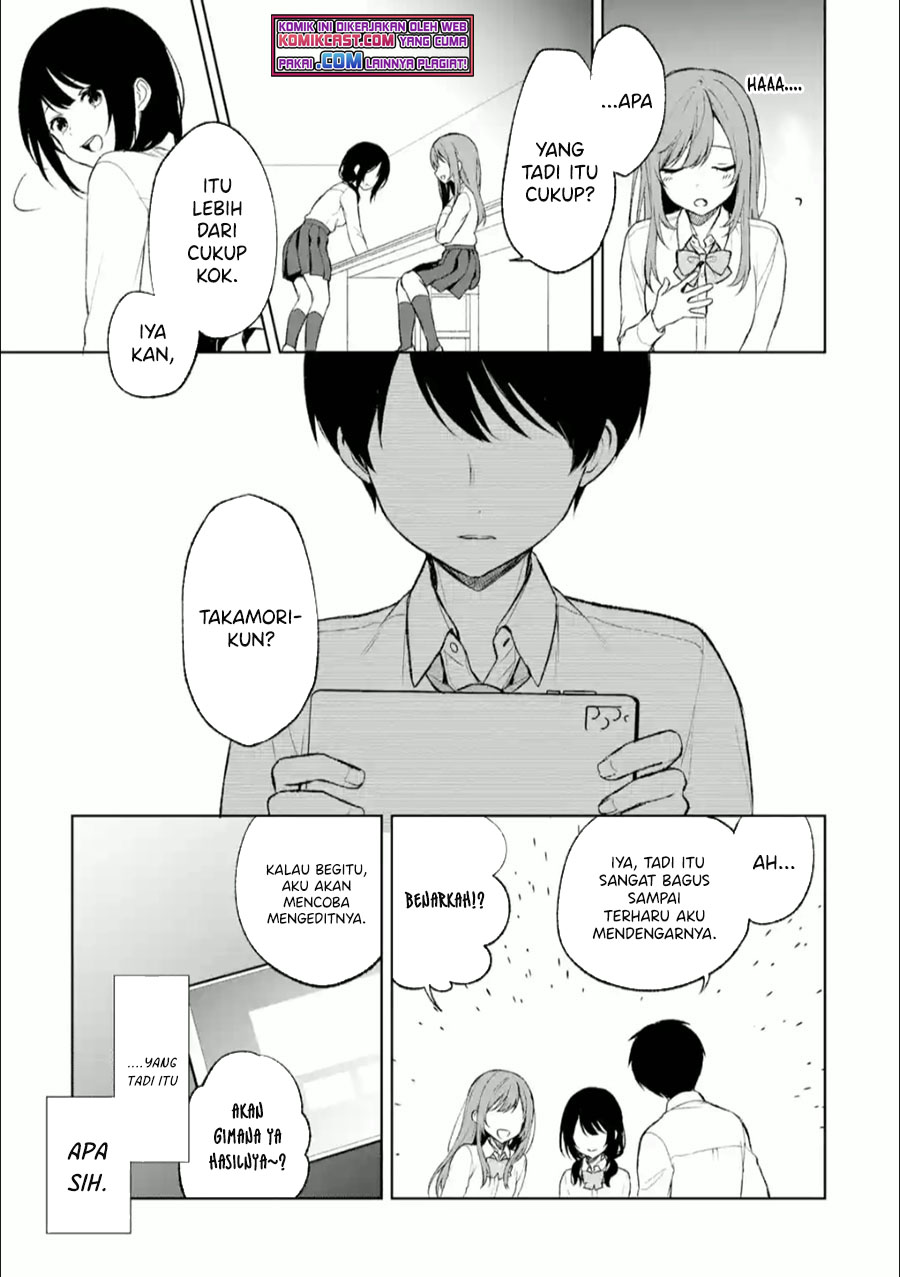 KOMIK INI DIKERJAKAN OLEH WEB
KOMIKCAST.COM YANG CUMA
PAKAI .COM LAINNYA PLAGIAT!
HAAA....
...APA
YANG
TADI ITU
CUKUP?
ITU
LEBIH
DARI
CUKUP
KOK.
IYA
KAN,
TAKAMORI-
KUN?
AH...
IYA, TADI ITU
SANGAT BAGUS
SAMPAI
TERHARU AKU
MENDENGARNYA.
BENARKAH!?
KALAU BEGITU,
AKU AKAN
MENCOBA
MENGEDITNYA.
AKAN
GIMANA YA
HASILNYA~?
....YANG
TADI ITU
APA
SIH.